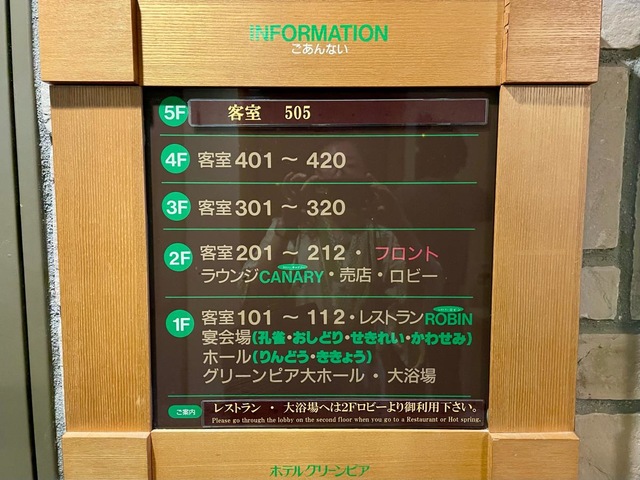 INFORMATION
ごあんない
5F 客室 505
4F 客室 401 ～ 420
3F 客室 301 ～ 320
2F 客室 201 ～ 212・フロント
ラウンジCANARY・売店・ロビー
1F 客室 101 ～ 112・レストランROBIN
宴会場(孔雀・おしどり・せきれい・かわせみ)
ホール(りんどう・ききょう)
グリーンピア大ホール・大浴場
ご案内 レストラン・大浴場へは2Fロビーより御利用下さい。
Please go through the lobby on the second floor when you go to a Restaurant or Hot spring.
ホテルグリーンピア